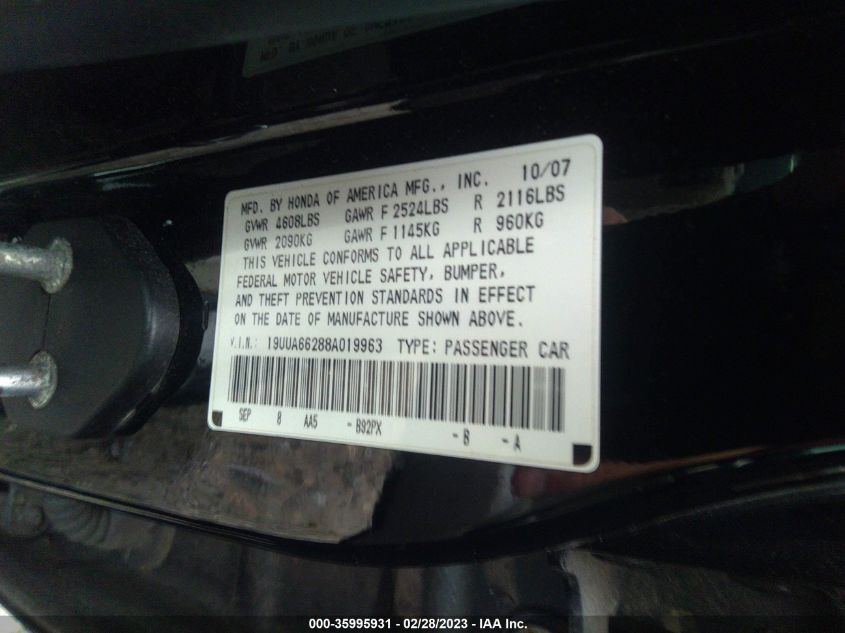 MFD. BY HONDA OF AMERICA MFG., INC. 10/07
GVWR 4608LBS GAWR F 2524LBS R 2116LBS
GVWR 2090KG GAWR F 1145KG R 960KG
THIS VEHICLE CONFORMS TO ALL APPLICABLE
FEDERAL MOTOR VEHICLE SAFETY, BUMPER,
AND THEFT PREVENTION STANDARDS IN EFFECT
ON THE DATE OF MANUFACTURE SHOWN ABOVE.
V.I.N.: 19UUA66288A019963 TYPE: PASSENGER CAR
SEP 8 AA5 -B92PX -B -A
000-35995931 - 02/28/2023 - IAA Inc.